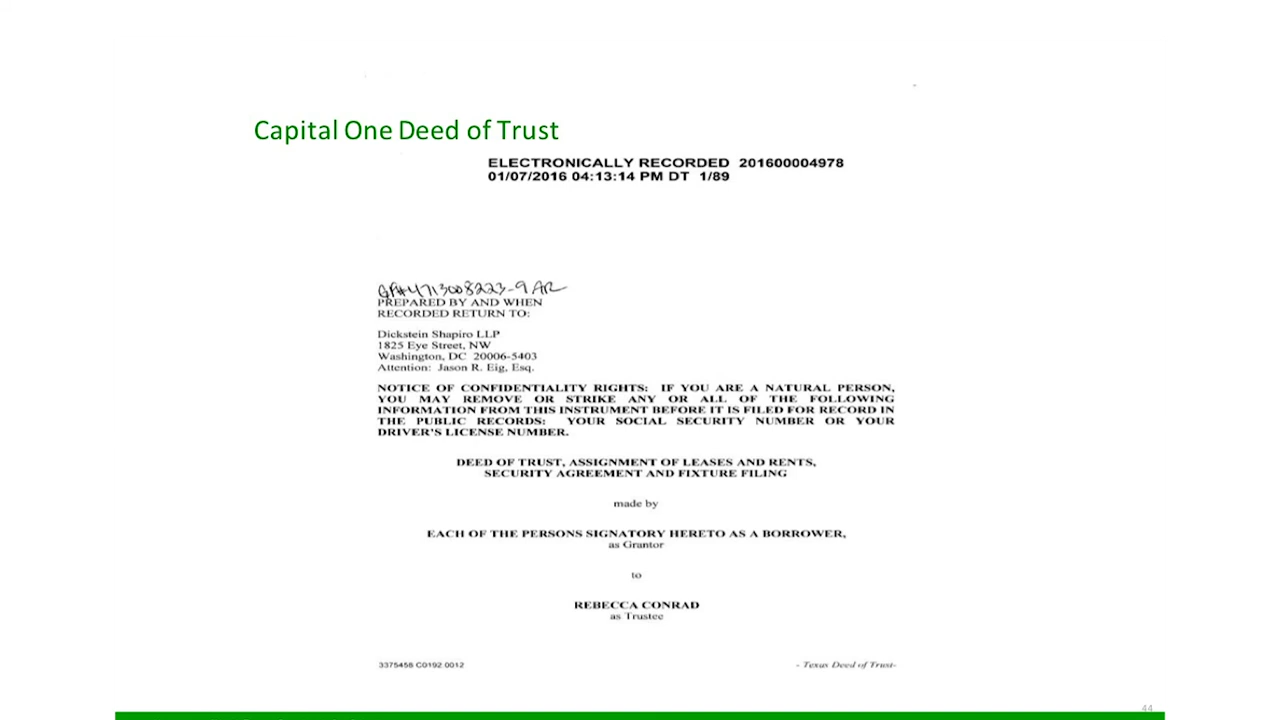 Capital One Deed of Trust
ELECTRONICALLY RECORDED 201600004978
01/07/2016 04:13:14 PM DT 1/89
GF#4713008223-9 AR
PREPARED BY AND WHEN
RECORDED RETURN TO:
Dickstein Shapiro LLP
1825 Eye Street, NW
Washington, DC 20006-5403
Attention: Jason R. Eig, Esq.
NOTICE OF CONFIDENTIALITY RIGHTS: IF YOU ARE A NATURAL PERSON,
YOU MAY REMOVE OR STRIKE ANY OR ALL OF THE FOLLOWING
INFORMATION FROM THIS INSTRUMENT BEFORE IT IS FILED FOR RECORD IN
THE PUBLIC RECORDS: YOUR SOCIAL SECURITY NUMBER OR YOUR
DRIVER'S LICENSE NUMBER.
DEED OF TRUST, ASSIGNMENT OF LEASES AND RENTS,
SECURITY AGREEMENT AND FIXTURE FILING
made by
EACH OF THE PERSONS SIGNATORY HERETO AS A BORROWER,
as Grantor
to
REBECCA CONRAD
as Trustee
3375458 C0192 0012
- Texas Deed of Trust-
44